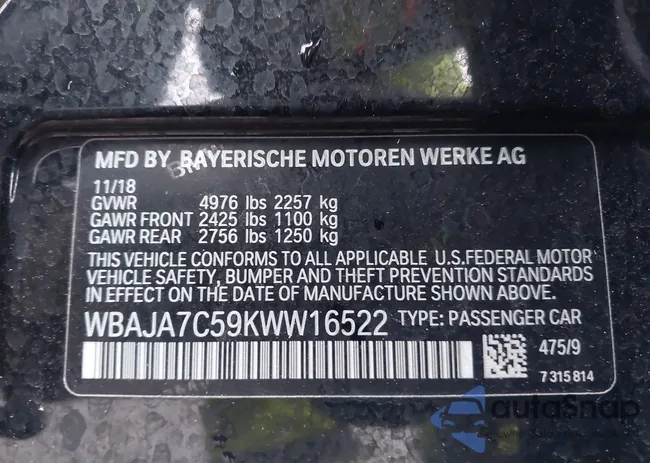 MFD BY BAYERISCHE MOTOREN WERKE AG
11/18
GVWR 4976 lbs 2257 kg
GAWR FRONT 2425 lbs 1100 kg
GAWR REAR 2756 lbs 1250 kg
THIS VEHICLE CONFORMS TO ALL APPLICABLE U.S.FEDERAL MOTOR
VEHICLE SAFETY, BUMPER AND THEFT PREVENTION STANDARDS
IN EFFECT ON THE DATE OF MANUFACTURE SHOWN ABOVE.
WBAJA7C59KWW16522 TYPE: PASSENGER CAR
475/9
7 315 814
autoSnap